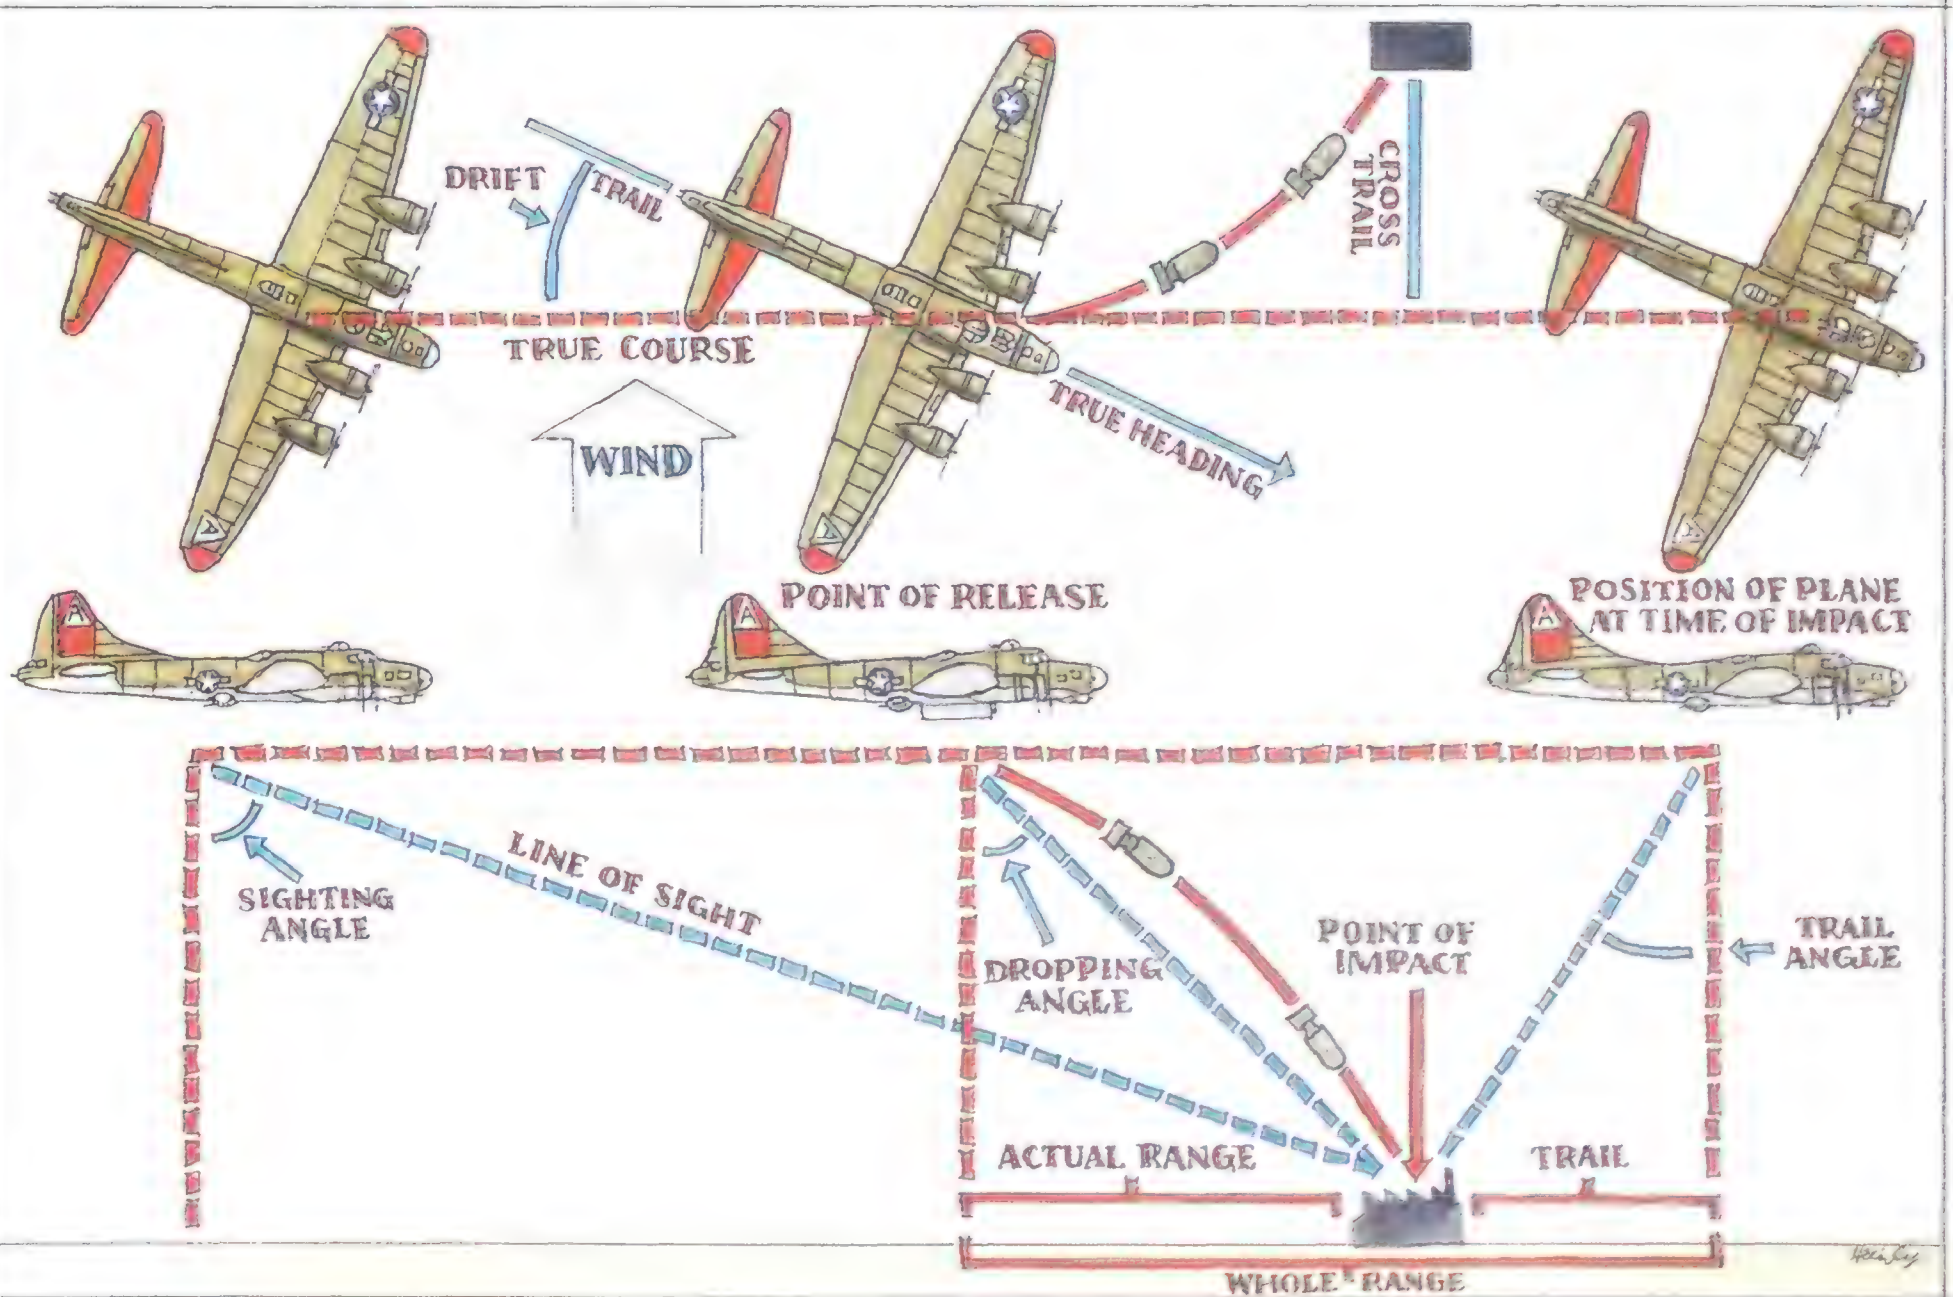 DRIFT
TRAIL
CROSS
TRAIL
TRUE COURSE
WIND
TRUE HEADING
A
A
A
POINT OF RELEASE
POSITION OF PLANE
AT TIME OF IMPACT
A
A
A
LINE OF SIGHT
SIGHTING
ANGLE
DROPPING
ANGLE
POINT OF
IMPACT
TRAIL
ANGLE
ACTUAL RANGE
TRAIL
WHOLE RANGE